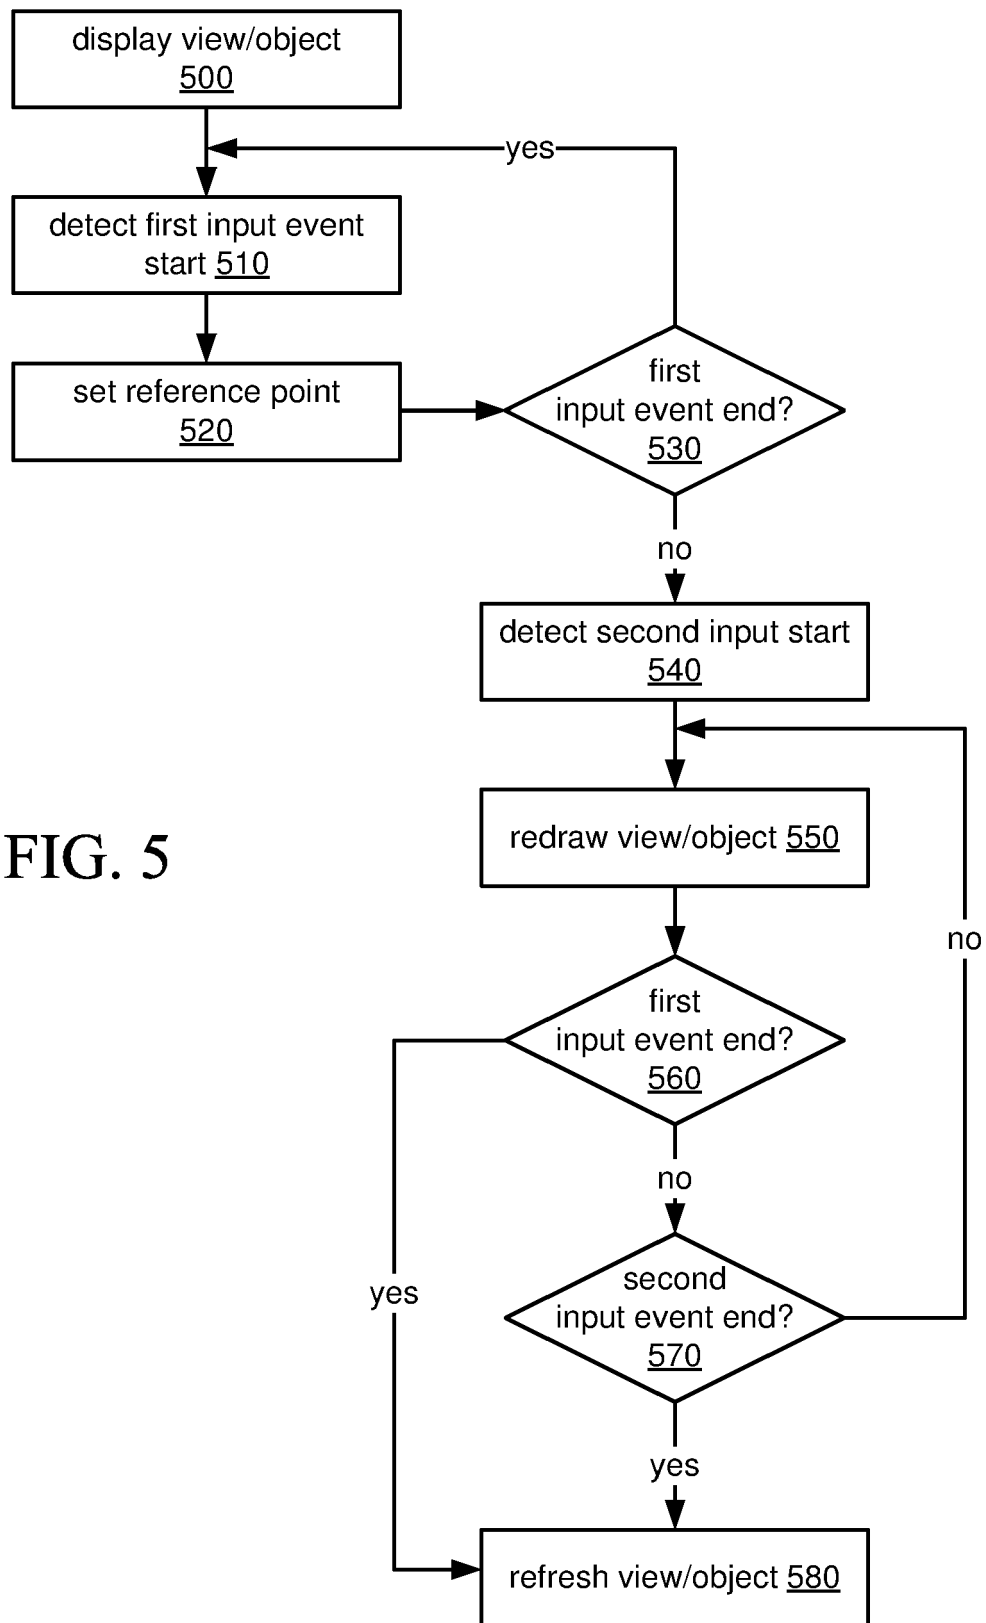 display view/object
500
yes
detect first input event
start 510
set reference point
520
first
input event end?
530
no
detect second input start
540
redraw view/object 550
FIG. 5
no
first
input event end?
560
no
yes
second
input event end?
570
yes
refresh view/object 580